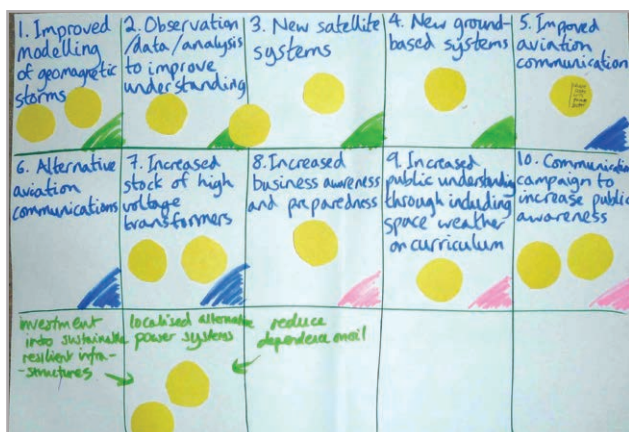 1. Improved
modelling
of geomagnetic
storms
2. Observation
/data/analysis
to improve
understanding
3. New satellite
systems
4. New ground-
based systems
5. Impoved
aviation
communication
6. Alternative
aviation
communications
7. Increased
stock of high
voltage
transformers
8. Increased
business awareness
and preparedness
9. Increased
public understanding
through including
space weather
on curriculum
10. Communication
campaign to
increase public
awareness
investment
into sustainable
resilient infra-
-structures
localised alternative
power systems
reduce
dependence on oil